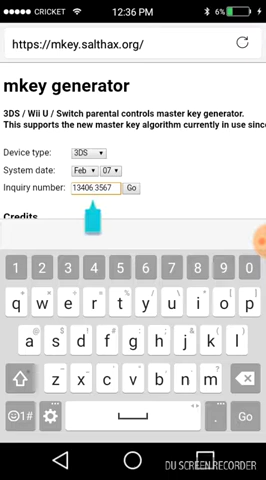 CRICKET 12:36 PM 6%
https://mkey.salthax.org/
mkey generator
3DS / Wii U / Switch parental controls master key generator.
This supports the new master key algorithm currently in use since
Device type: 3DS
System date: Feb 07
Inquiry number: 13406 3567 Go
Credits
1 2 3 4 5 6 7 8 9 0
q w e r t y u i o p
a s d f g h j k l
z x c v b n m
☺1# . Go
DU SCREEN RECORDER